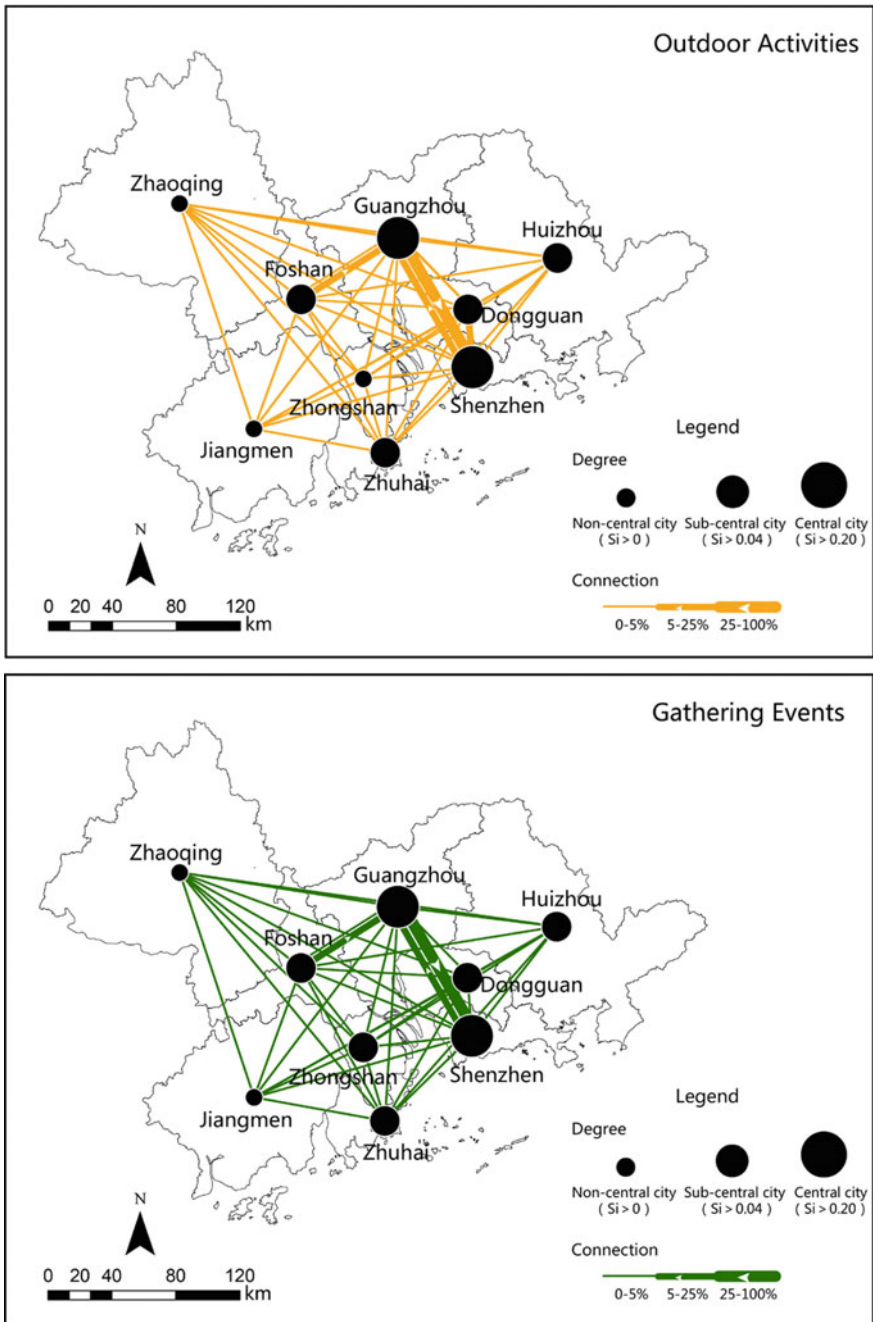 Outdoor Activities
Zhaoqing
Guangzhou
Huizhou
Foshan
Dongguan
Zhongshan
Shenzhen
Jiangmen
Zhuhai
Legend
Degree
Non-central city Sub-central city Central city
( Si > 0 ) ( Si > 0.04 ) ( Si > 0.20 )
Connection
0-5% 5-25% 25-100%
N
0 20 40 80 120
km
Gathering Events
Zhaoqing
Guangzhou
Huizhou
Foshan
Dongguan
Zhongshan
Shenzhen
Jiangmen
Zhuhai
Legend
Degree
Non-central city Sub-central city Central city
( Si > 0 ) ( Si > 0.04 ) ( Si > 0.20 )
Connection
0-5% 5-25% 25-100%
N
0 20 40 80 120
km